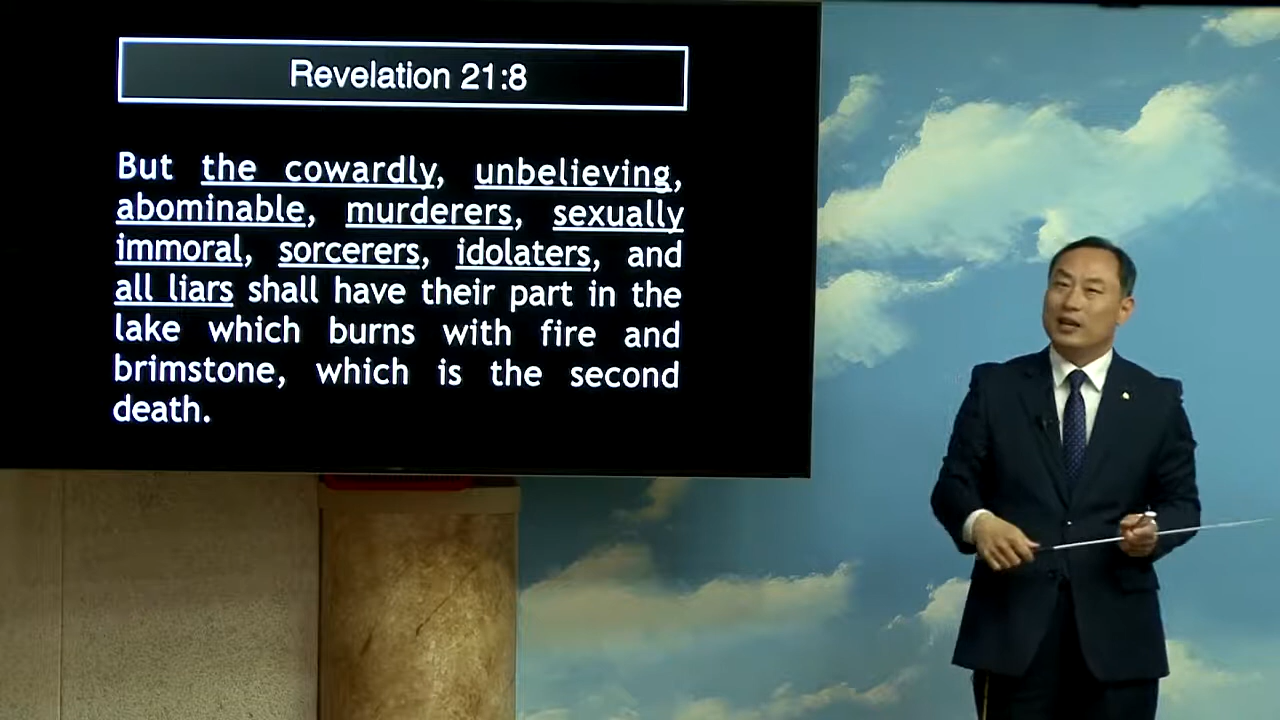 Revelation 21:8
But the cowardly, unbelieving,
abominable, murderers, sexually
immoral, sorcerers, idolaters, and
all liars shall have their part in the
lake which burns with fire and
brimstone, which is the second
death.